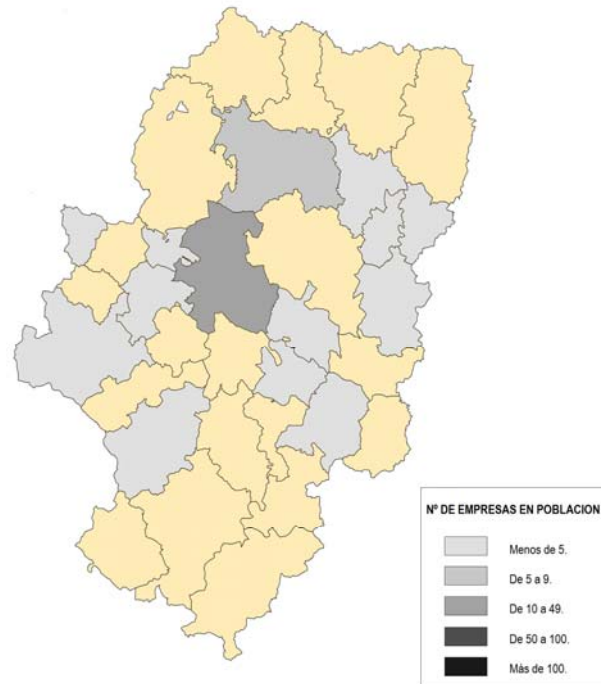 Nº DE EMPRESAS EN POBLACION
Menos de 5.
De 5 a 9.
De 10 a 49.
De 50 a 100.
Más de 100.